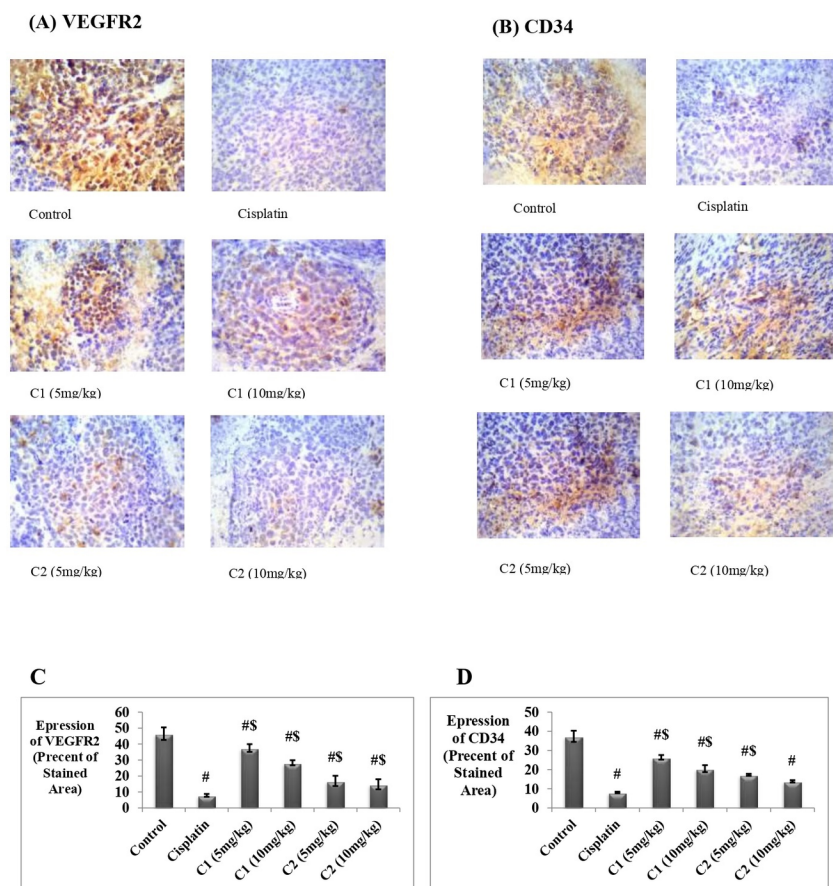 (A) VEGFR2
(B) CD34
Control
Cisplatin
Control
Cisplatin
C1 (5mg/kg)
C1 (10mg/kg)
C1 (5mg/kg)
C1 (10mg/kg)
C2 (5mg/kg)
C2 (10mg/kg)
C2 (5mg/kg)
C2 (10mg/kg)
C
Epression
of VEGFR2
(Precent of
Stained
Area)
60
50
40
30
20
10
0
#
#$
#$
#$
#$
Control
Cisplatin
C1 (5mg/kg)
C1 (10mg/kg)
C2 (5mg/kg)
C2 (10mg/kg)
D
Epression
of CD34
(Precent of
Stained
Area)
40
30
20
10
0
#
#$
#$
#$
#
Control
Cisplatin
C1 (5mg/kg)
C1 (10mg/kg)
C2 (5mg/kg)
C2 (10mg/kg)